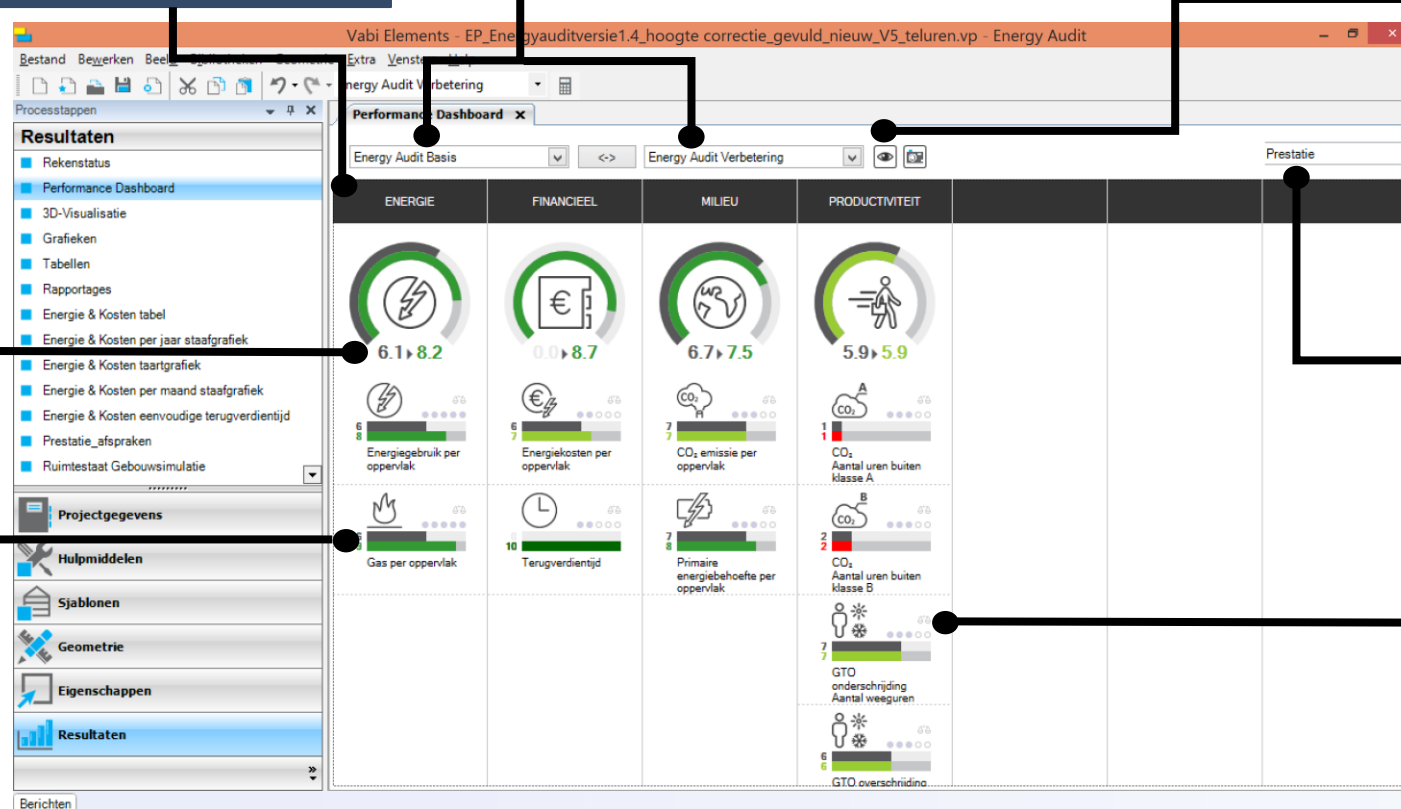 Vabi Elements - EP_Energyauditversie1.4_hoogte correctie_gevuld_nieuw_V5_teluren.vp - Energy Audit
Bestand Bewerken Extra
nergy Audit Verbetering
Processtappen
Resultaten
Rekenstatus
Performance Dashboard
3D-Visualisatie
Grafieken
Tabellen
Rapportages
Energie & Kosten tabel
Energie & Kosten per jaar staafgrafiek
Energie & Kosten taartgrafiek
Energie & Kosten per maand staafgrafiek
Energie & Kosten eenvoudige terugverdientijd
Prestatie_afspraken
Ruimtestaat Gebouwsimulatie
Projectgegevens
Hulpmiddelen
Sjablonen
Geometrie
Eigenschappen
Resultaten
Berichten
Performance Dashboard x
Energy Audit Basis <-> Energy Audit Verbetering Prestatie
ENERGIE FINANCIEEL MILIEU PRODUCTIVITEIT
6.1 8.2 0.0 8.7 6.7 7.5 5.9 5.9
6
8
Energiegebruik per
oppervlak
6
7
Energiekosten per
oppervlak
CO₂
7
7
CO₂ emissie per
oppervlak
A
CO₂
1
1
CO₂
Aantal uren buiten
klasse A
Gas per oppervlak
10
Terugverdientijd
7
8
Primaire
energiebehoefte per
oppervlak
B
CO₂
2
2
CO₂
Aantal uren buiten
klasse B
7
7
GTO
onderschrijding
Aantal weeguren
6
6
GTO overschrijding